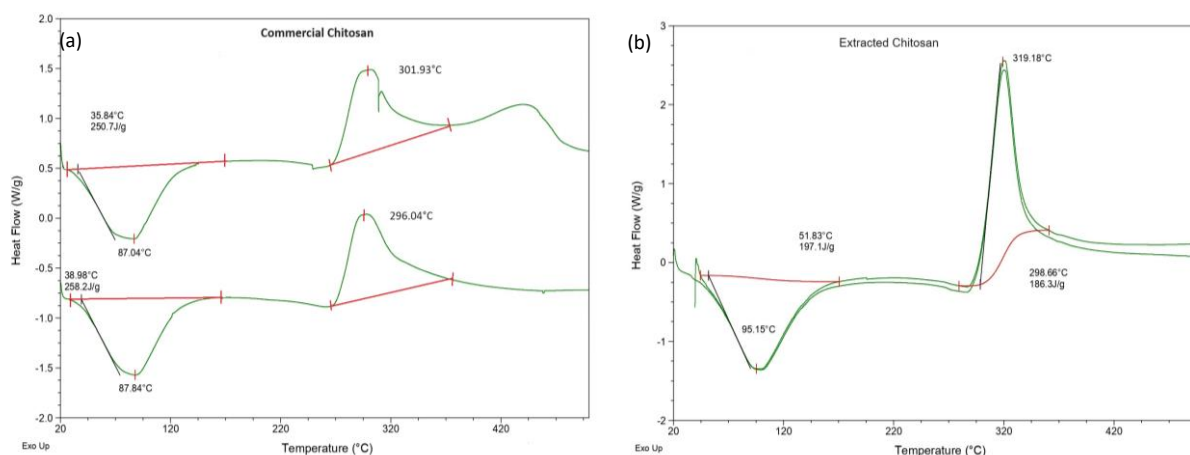 (a)
Commercial Chitosan
2.0
1.5
1.0
0.5
0.0
-0.5
-1.0
-1.5
-2.0
Heat Flow (W/g)
301.93°C
35.84°C
250.7J/g
87.04°C
296.04°C
38.98°C
258.2J/g
87.84°C
20
120
220
320
420
Exo Up
Temperature (°C)
(b)
Extracted Chitosan
3
2
1
0
-1
-2
Heat Flow (W/g)
319.18°C
51.83°C
197.1J/g
298.66°C
186.3J/g
95.15°C
20
120
220
320
420
Exo Up
Temperature (°C)